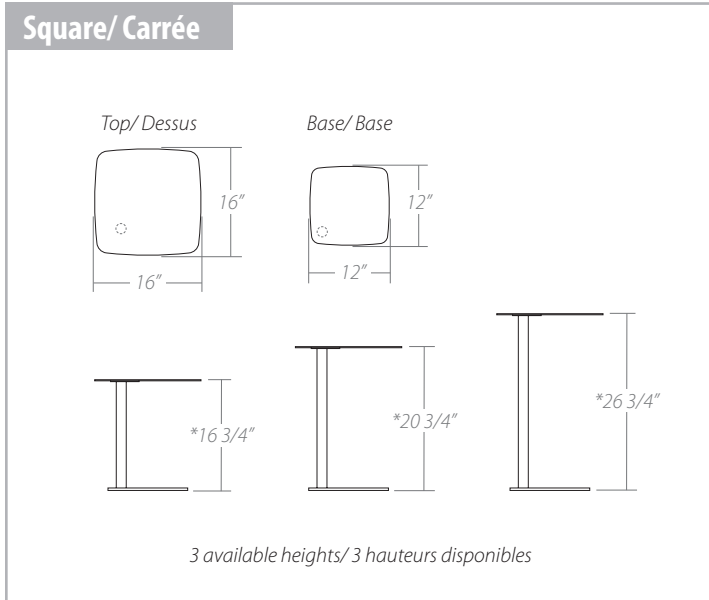 Square/ Carrée
Top/ Dessus
Base/ Base
16”
12”
16”
12”
*16 3/4”
*20 3/4”
*26 3/4”
3 available heights/ 3 hauteurs disponibles